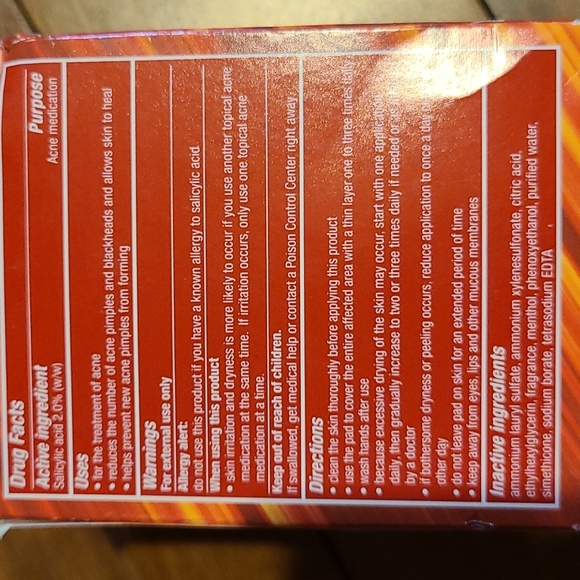 Drug Facts
Active ingredient Purpose
Salicylic acid 2.0% (w/w) Acne medication
Uses
• for the treatment of acne
• reduces the number of acne pimples and blackheads and allows skin to heal
• helps prevent new acne pimples from forming
Warnings
For external use only
Allergy alert:
do not use this product if you have a known allergy to salicylic acid
When using this product
• skin irritation and dryness is more likely to occur if you use another topical acne
medication at the same time. If irritation occurs, only use one topical acne
medication at a time.
Keep out of reach of children.
If swallowed, get medical help or contact a Poison Control Center right away.
Directions
• clean the skin thoroughly before applying this product
• use the pad to cover the entire affected area with a thin layer one to three times daily
• wash hands after use
• because excessive drying of the skin may occur, start with one application
daily, then gradually increase to two or three times daily if needed or
by a doctor
• if bothersome dryness or peeling occurs, reduce application to once a day
other day
• do not leave pad on skin for an extended period of time
• keep away from eyes, lips and other mucous membranes
Inactive ingredients
ammonium lauryl sulfate, ammonium xylenesulfonate, citric acid,
ethylhexylglycerin, fragrance, menthol, phenoxyethanol, purified water,
simethicone, sodium borate, tetrasodium EDTA